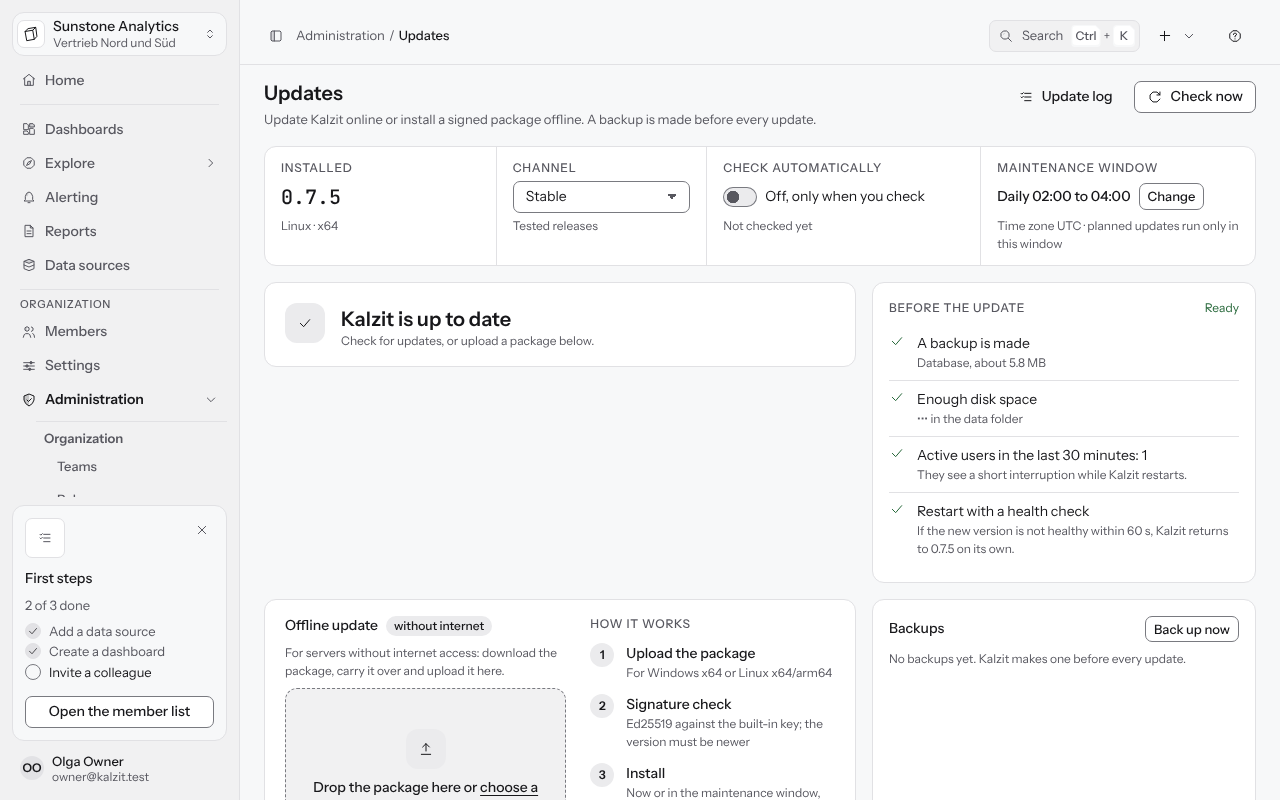 Sunstone Analytics
Vertrieb Nord und Süd
Home
Dashboards
Explore
Alerting
Reports
Data sources
ORGANIZATION
Members
Settings
Administration
Organization
Teams
First steps
2 of 3 done
Add a data source
Create a dashboard
Invite a colleague
Open the member list
OO
Olga Owner
owner@kalzit.test
Administration / Updates
Search Ctrl + K
Updates
Update Kalzit online or install a signed package offline. A backup is made before every update.
Update log
Check now
INSTALLED
0.7.5
Linux · x64
CHANNEL
Stable
Tested releases
CHECK AUTOMATICALLY
Off, only when you check
Not checked yet
MAINTENANCE WINDOW
Daily 02:00 to 04:00 Change
Time zone UTC · planned updates run only in
this window
Kalzit is up to date
Check for updates, or upload a package below.
BEFORE THE UPDATE Ready
A backup is made
Database, about 5.8 MB
Enough disk space
··· in the data folder
Active users in the last 30 minutes: 1
They see a short interruption while Kalzit restarts.
Restart with a health check
If the new version is not healthy within 60 s, Kalzit returns
to 0.7.5 on its own.
Offline update without internet
For servers without internet access: download the
package, carry it over and upload it here.
Drop the package here or choose a
HOW IT WORKS
1 Upload the package
For Windows x64 or Linux x64/arm64
2 Signature check
Ed25519 against the built-in key; the
version must be newer
3 Install
Now or in the maintenance window,
Backups
Back up now
No backups yet. Kalzit makes one before every update.